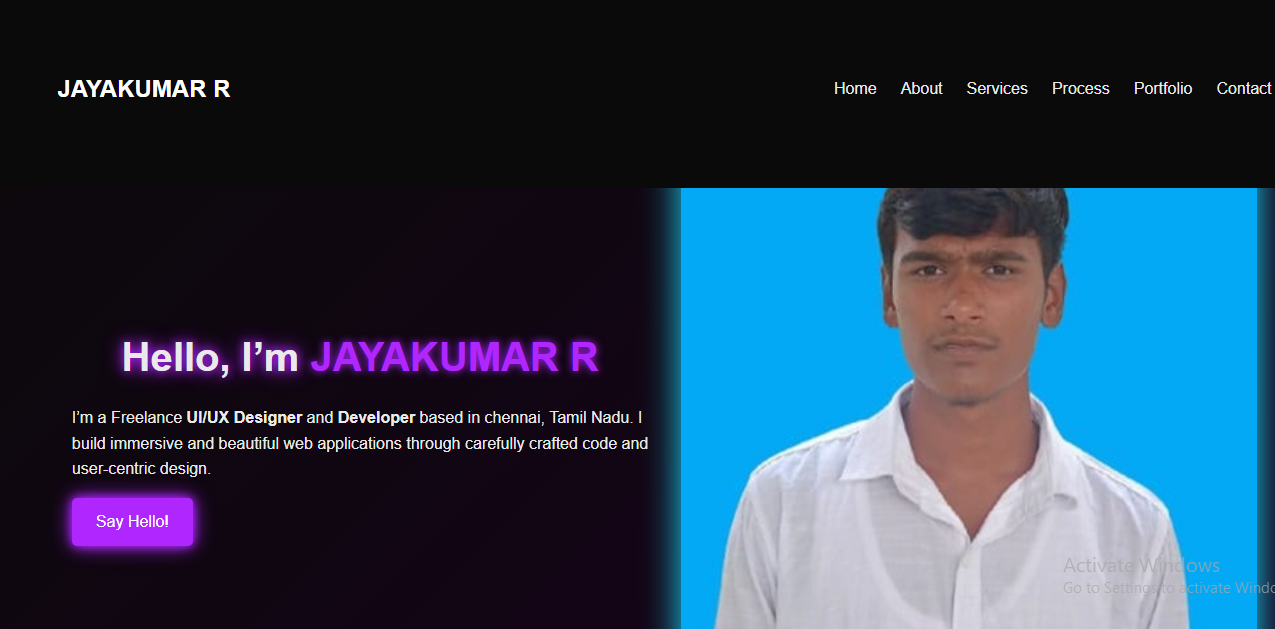 JAYAKUMAR R
Home About Services Process Portfolio Contact
Hello, I’m JAYAKUMAR R
I’m a Freelance UI/UX Designer and Developer based in chennai, Tamil Nadu. I
build immersive and beautiful web applications through carefully crafted code and
user-centric design.
Say Hello!
Activate Windows
Go to Settings to activate Windo